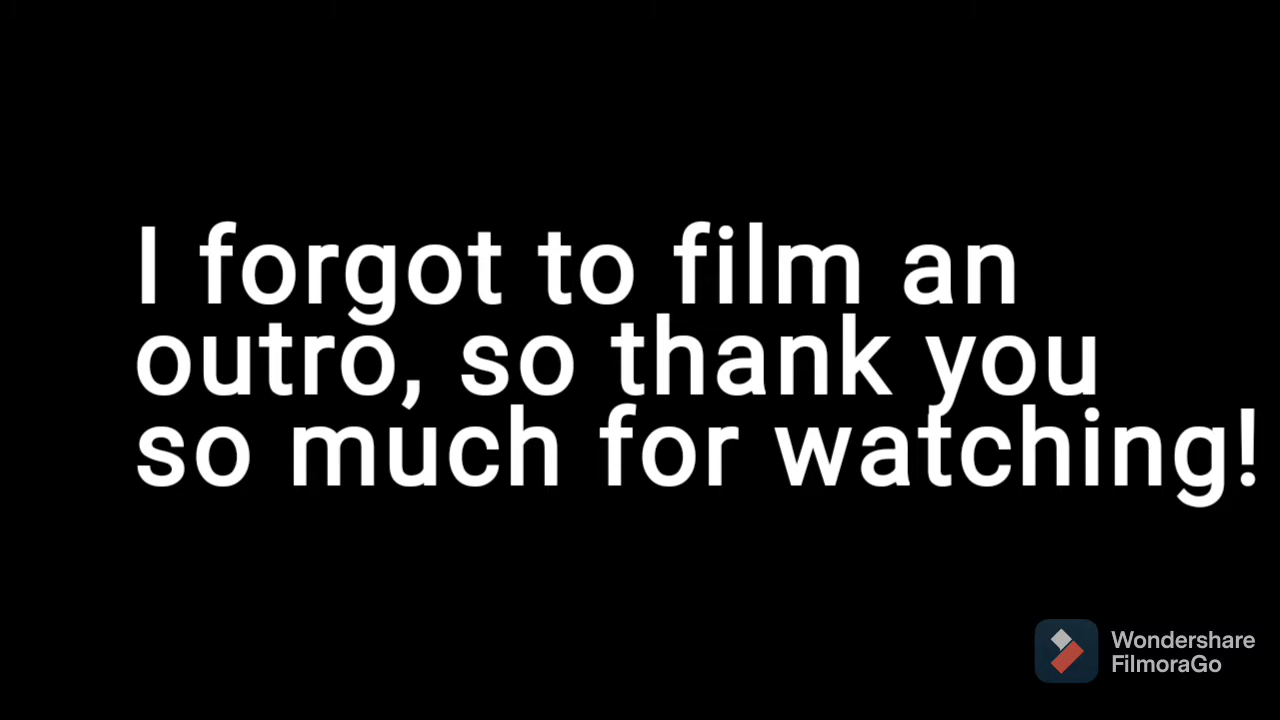 I forgot to film an
outro, so thank you
so much for watching!
Wondershare
FilmoraGo